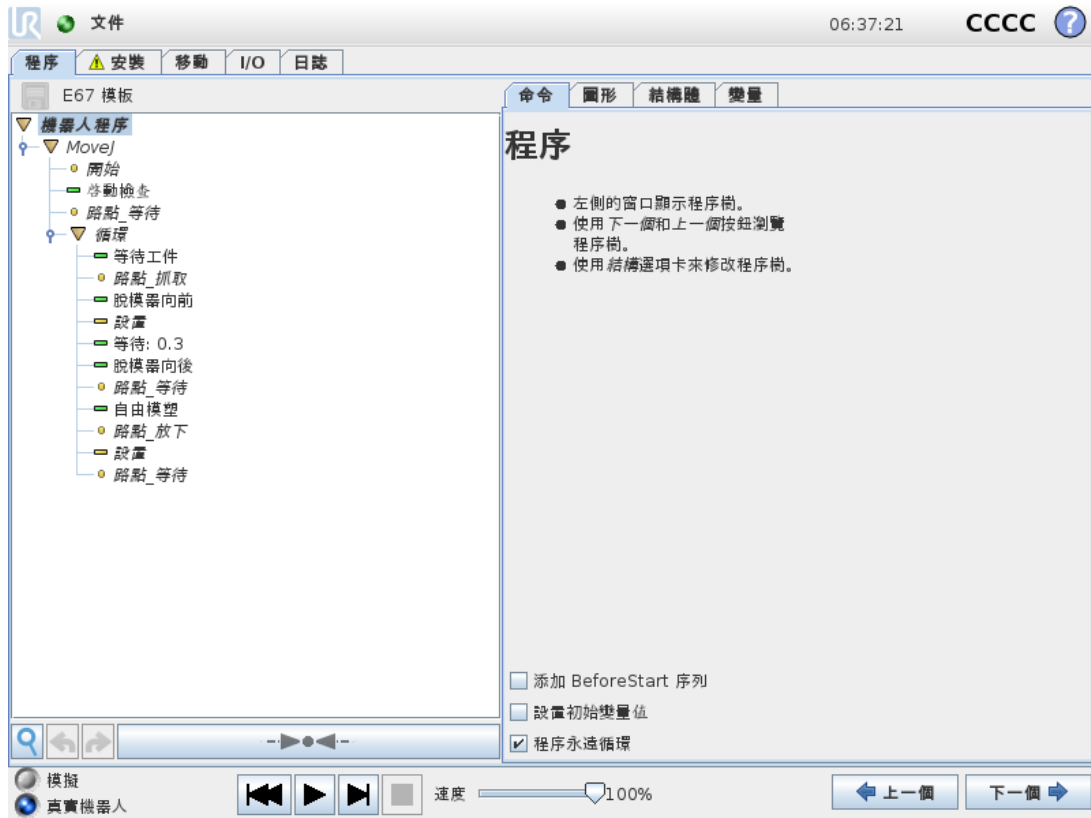 UR 文件 06:37:21 CCCC ?
程序 安裝 移動 I/O 日誌
E67 模板
命令 圖形 結構體 變量
機器人程序
MoveJ
開始
啓動檢查
路點_等待
循環
等待工件
路點_抓取
脫模器向前
設置
等待: 0.3
脫模器向後
路點_等待
自由模塑
路點_放下
設置
路點_等待
程序
左側的窗口顯示程序樹。
使用下一個和上一個按鈕瀏覽
程序樹。
使用結構選項卡來修改程序樹。
添加 BeforeStart 序列
設置初始變量值
程序永遠循環
模擬
真實機器人
速度 100%
上一個 下一個